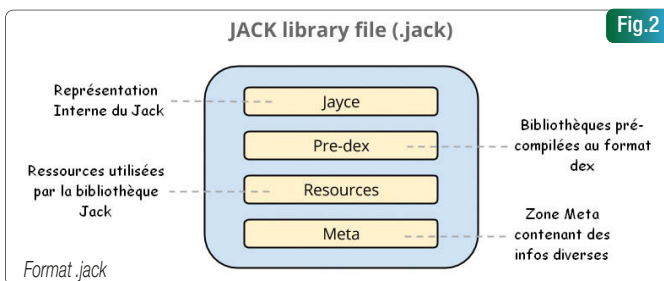 JACK library file (.jack)
Fig.2
Représentation
Interne du Jack
Jayce
Pre-dex
Bibliothèques pré-
compilées au format
dex
Ressources utilisées
par la bibliothèque
Jack
Resources
Meta
Zone Meta
contenant des
infos diverses
Format .jack